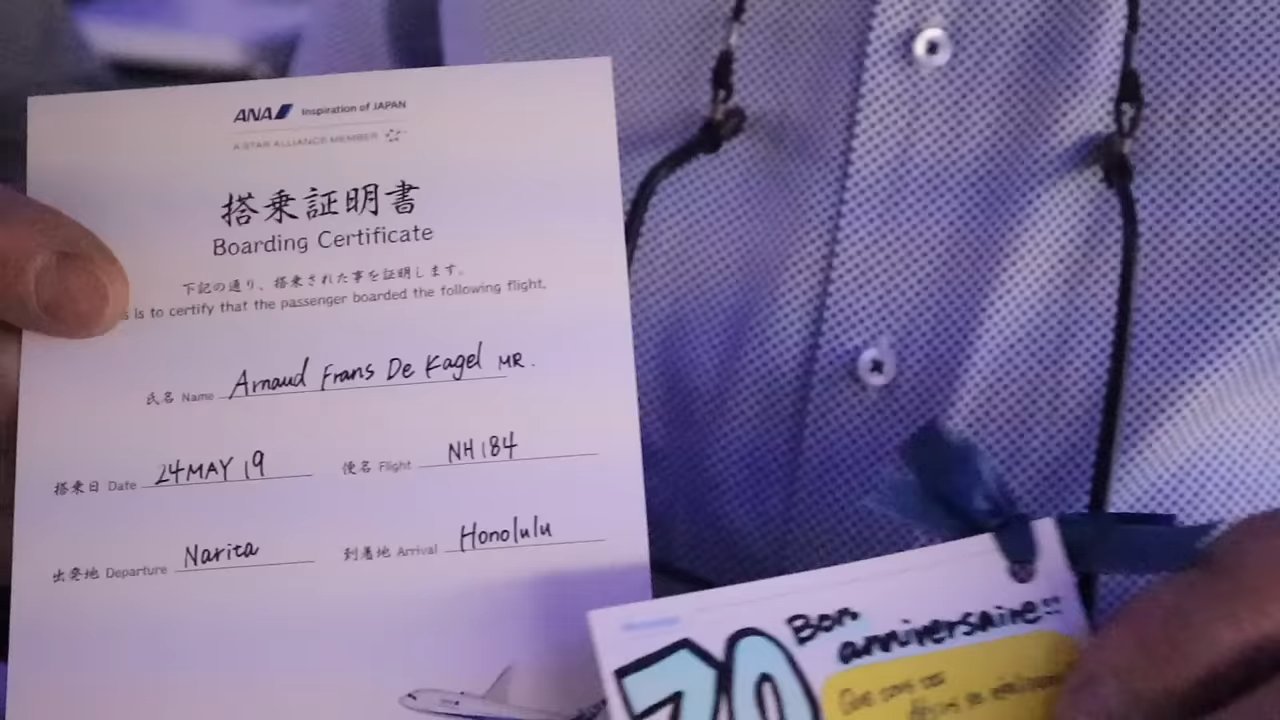 ANA Inspiration of JAPAN
A STAR ALLIANCE MEMBER
搭乗証明書
Boarding Certificate
下記の通り、搭乗された事を証明します。
is to certify that the passenger boarded the following flight.
氏名 Name Arnaud Frans De Kagel MR.
搭乗日 Date 24MAY 19 便名 Flight NH184
出発地 Departure Narita 到着地 Arrival Honolulu
70
Bon
anniversaire!!